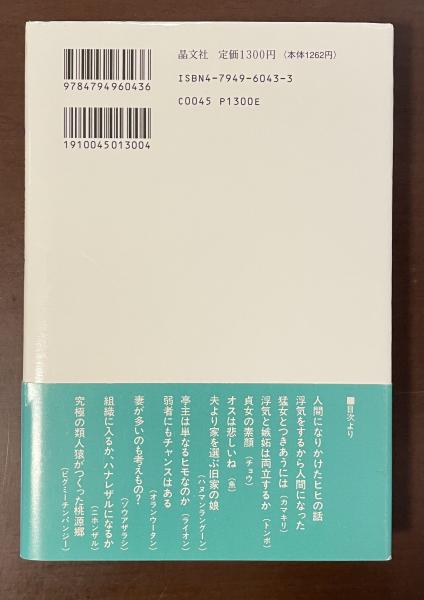 晶文社 定価1300円（本体1262円）
ISBN4-7949-6043-3
C0045 P1300E
9784794960436
1910045013004
■目次より
人間になりかけたヒヒの話
浮気をするから人間になった
猛女とつきあうには（カマキリ）
浮気と嫉妬は両立するか（トンボ）
貞女の素顔（チョウ）
オスは悲しいね（魚）
夫より家を選ぶ旧家の娘（ハヌマンラングーン）
亭主は単なるヒモなのか（ライオン）
弱者にもチャンスはある（オランウータン）
妻が多いのも考えもの？（ゾウアザラシ）
組織に入るか、ハナレザルになるか（ニホンザル）
究極の類人猿がつくった桃源郷（ピグミーチンパンジー）